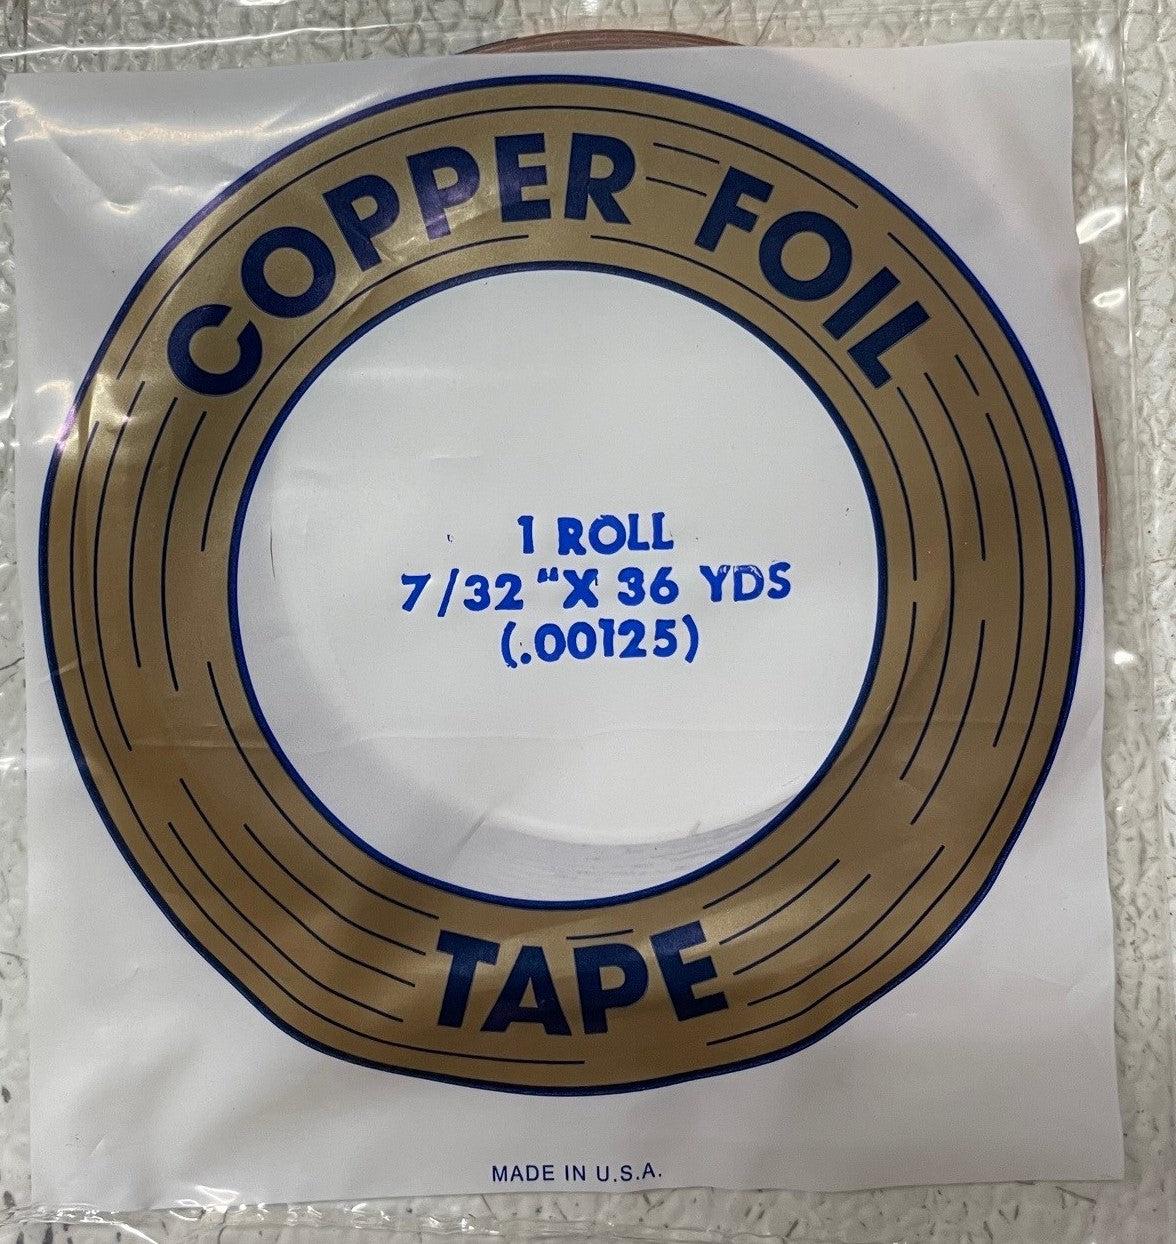 COPPER FOIL
1 ROLL
7/32 "X 36 YDS
(.00125)
TAPE
MADE IN U.S.A.